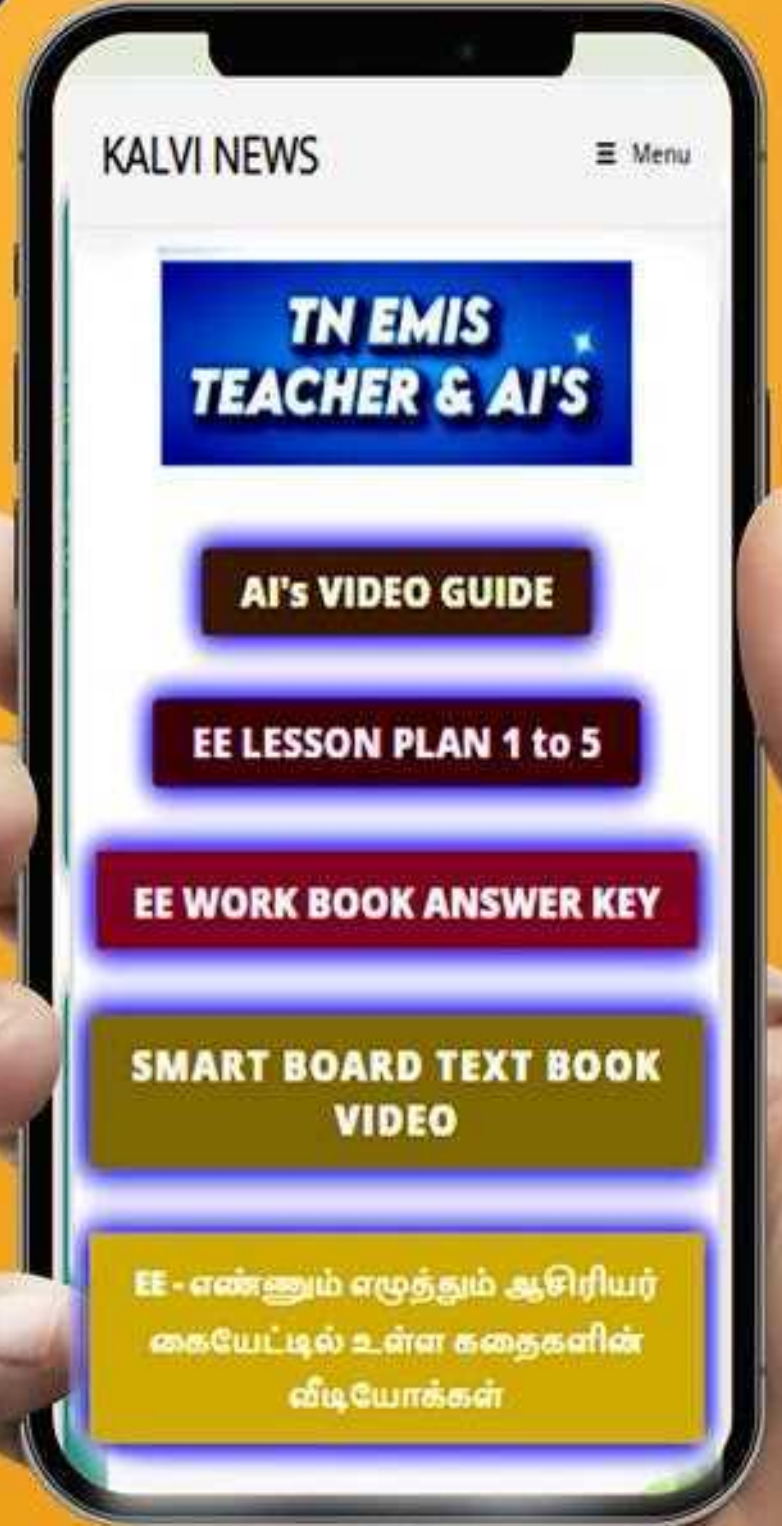 KALVI NEWS
☰ Menu
TN EMIS
TEACHER & AI'S
AI's VIDEO GUIDE
EE LESSON PLAN 1 to 5
EE WORK BOOK ANSWER KEY
SMART BOARD TEXT BOOK
VIDEO
EE - எண்ணும் எழுத்தும் ஆசிரியர்
கையேட்டில் உள்ள கதைகளின்
வீடியோக்கள்